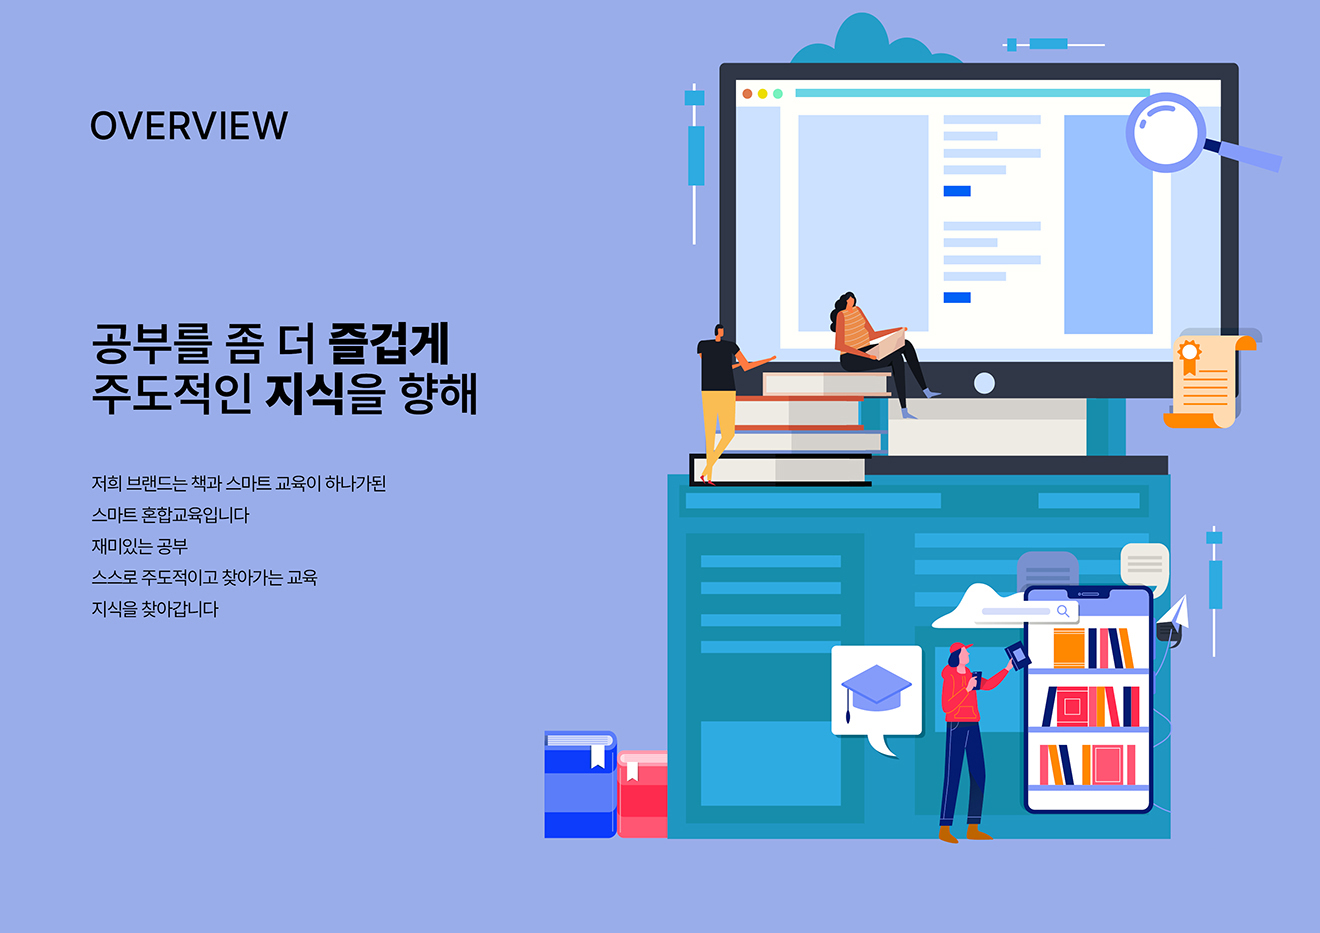 OVERVIEW
공부를 좀 더 즐겁게
주도적인 지식을 향해
저희 브랜드는 책과 스마트 교육이 하나가된
스마트 혼합교육입니다
재미있는 공부
스스로 주도적이고 찾아가는 교육
지식을 찾아갑니다